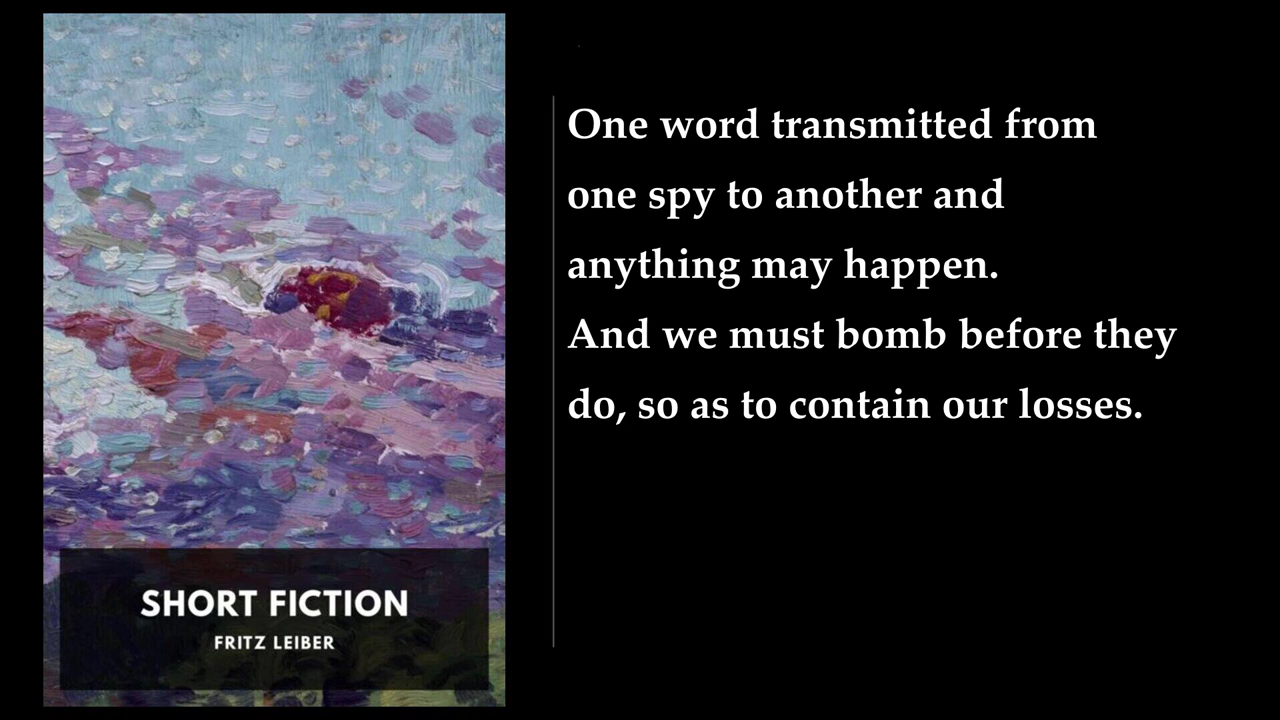 SHORT FICTION
FRITZ LEIBER
One word transmitted from
one spy to another and
anything may happen.
And we must bomb before they
do, so as to contain our losses.